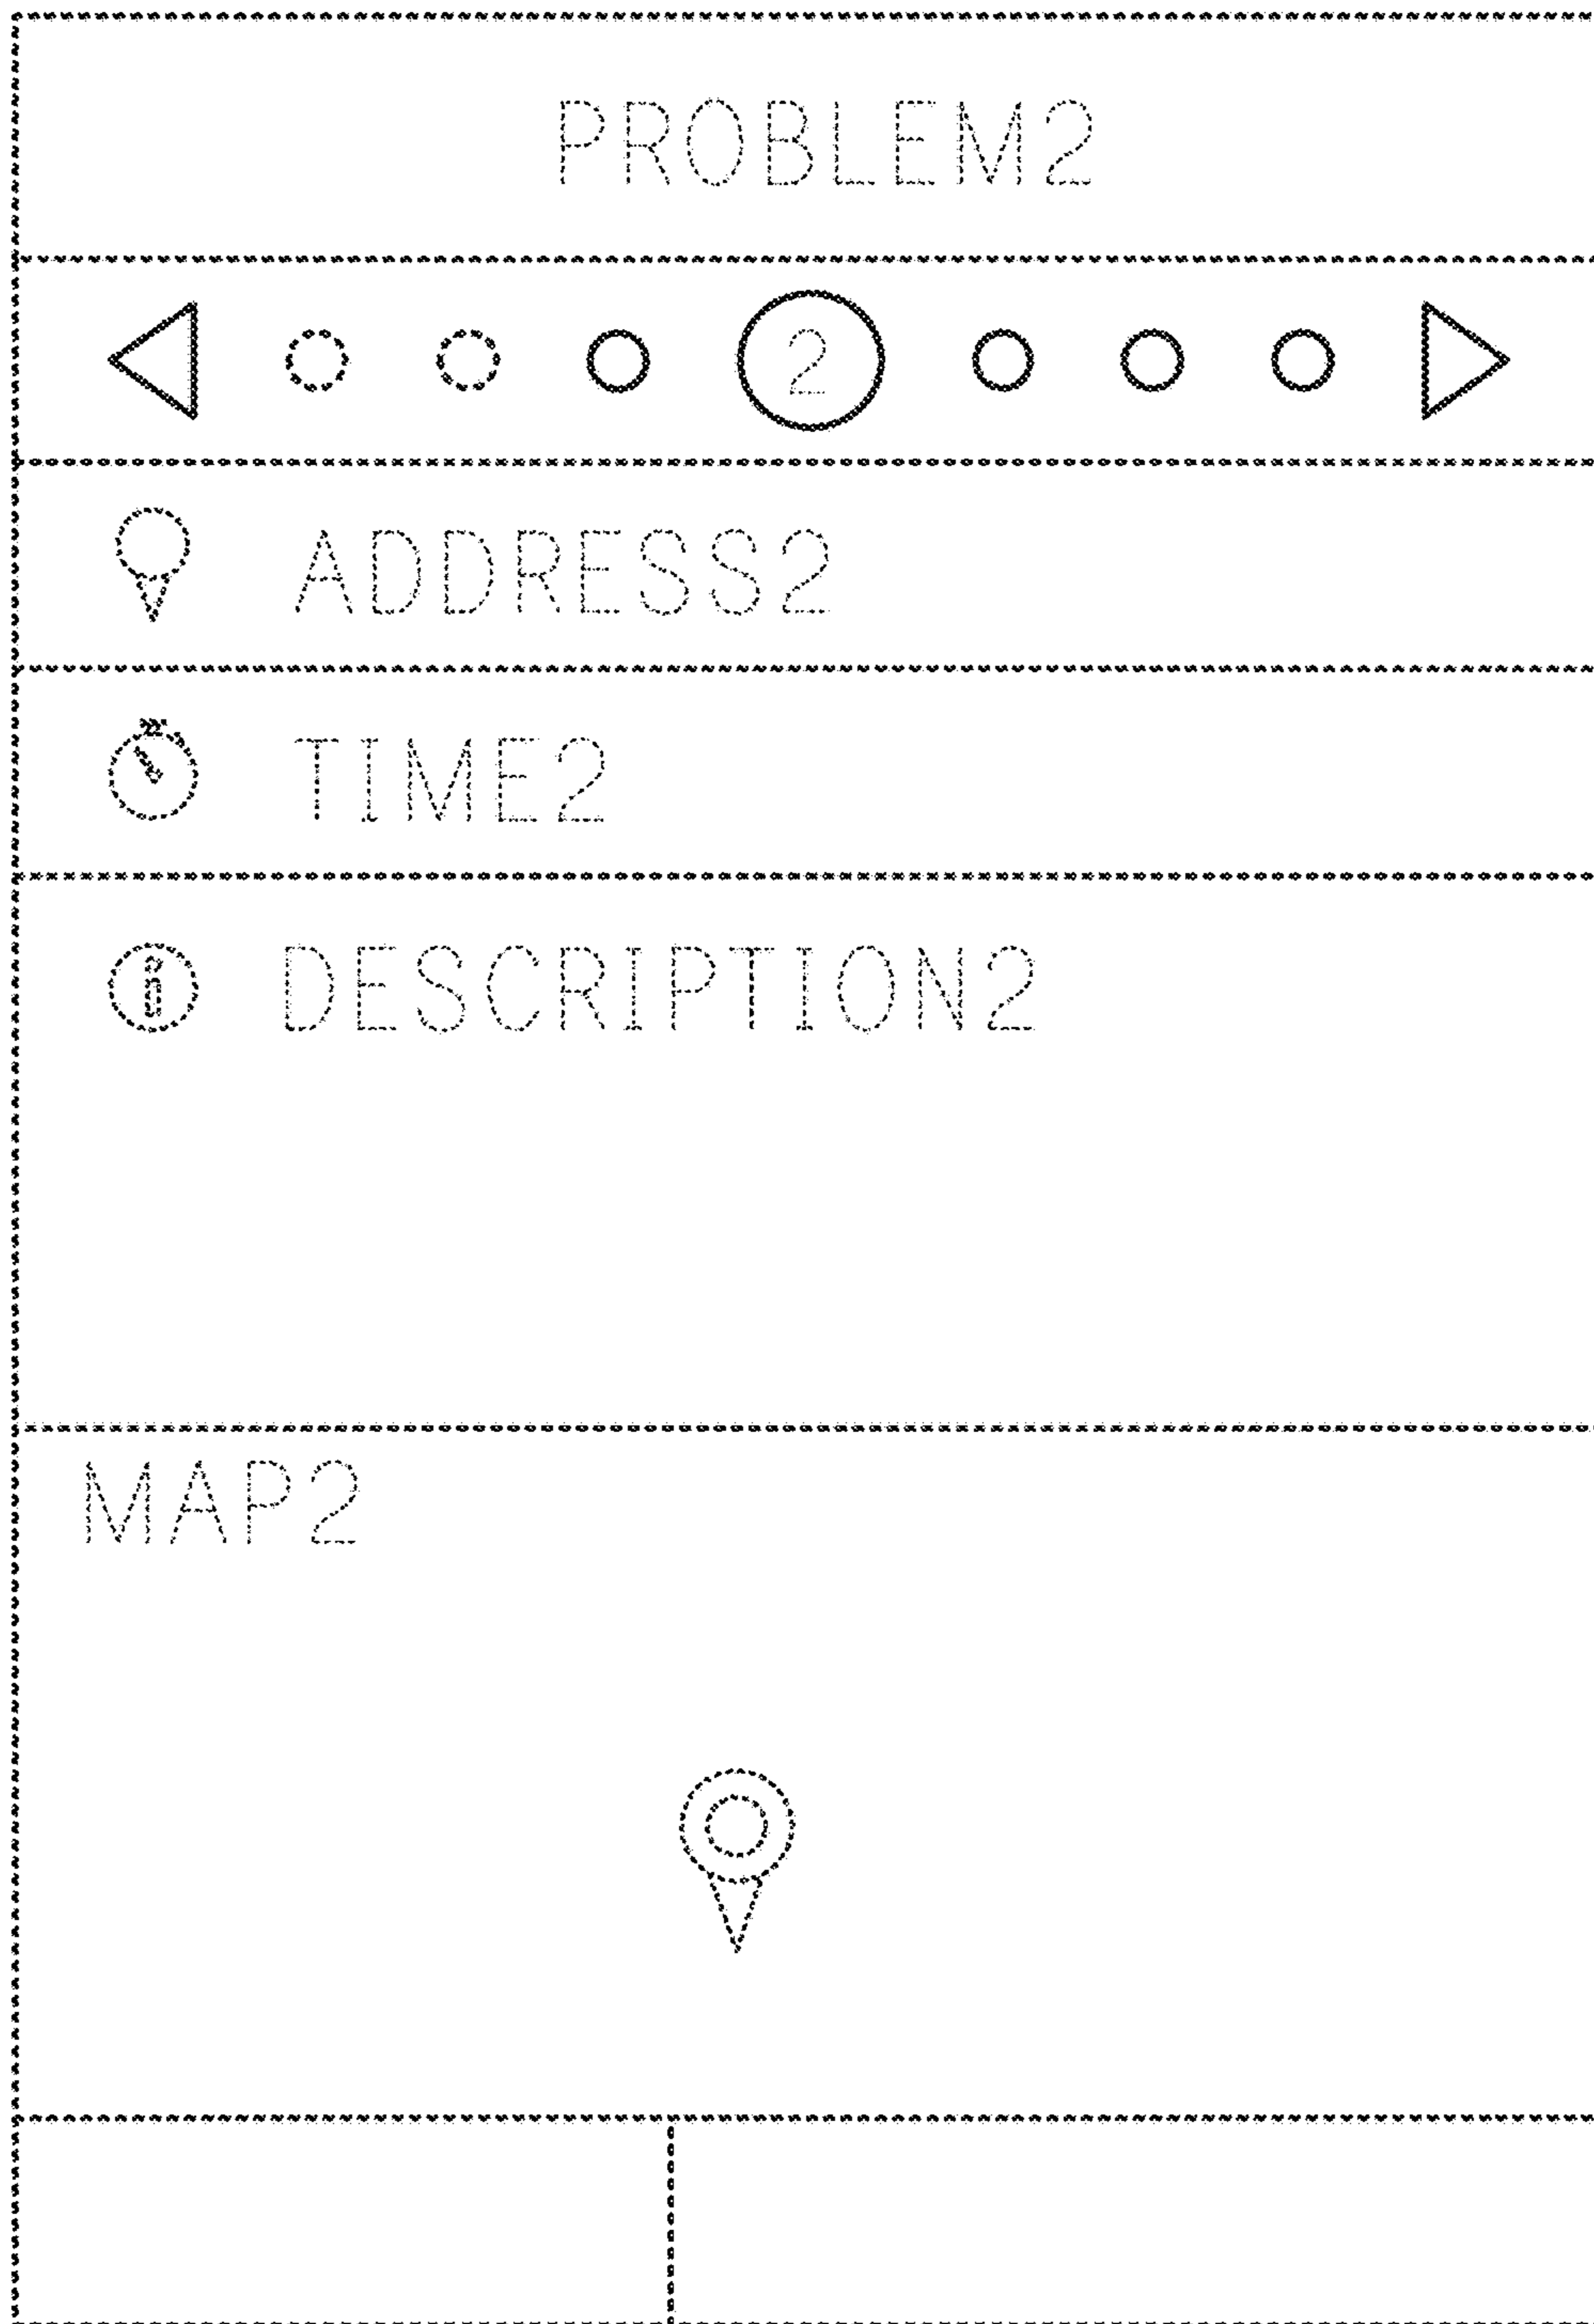 PROBLEM2
2
ADDRESS2
TIME2
i DESCRIPTION2
MAP2